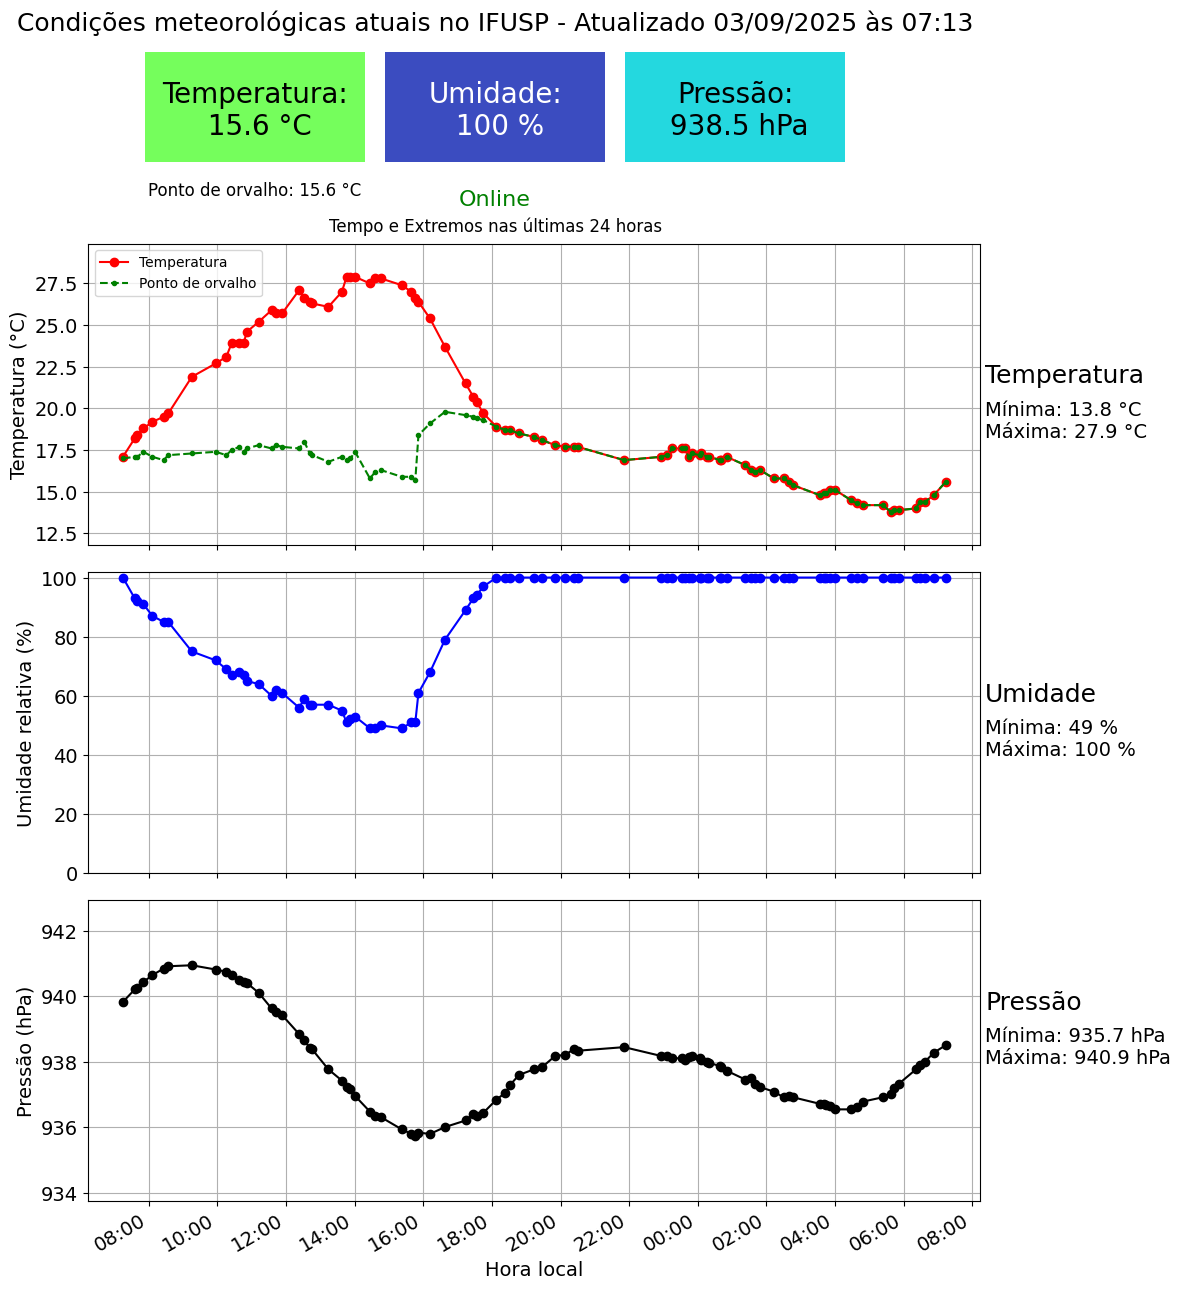 Condições meteorológicas atuais no IFUSP - Atualizado 03/09/2025 às 07:13
Temperatura:
15.6 °C
Umidade:
100 %
Pressão:
938.5 hPa
Ponto de orvalho: 15.6 °C
Online
Tempo e Extremos nas últimas 24 horas
Temperatura
Ponto de orvalho
Temperatura (°C)
27.5
25.0
22.5
20.0
17.5
15.0
12.5
Temperatura
Mínima: 13.8 °C
Máxima: 27.9 °C
Umidade relativa (%)
100
80
60
40
20
0
Umidade
Mínima: 49 %
Máxima: 100 %
Pressão (hPa)
942
940
938
936
934
Pressão
Mínima: 935.7 hPa
Máxima: 940.9 hPa
08:00 10:00 12:00 14:00 16:00 18:00 20:00 22:00 00:00 02:00 04:00 06:00 08:00
Hora local